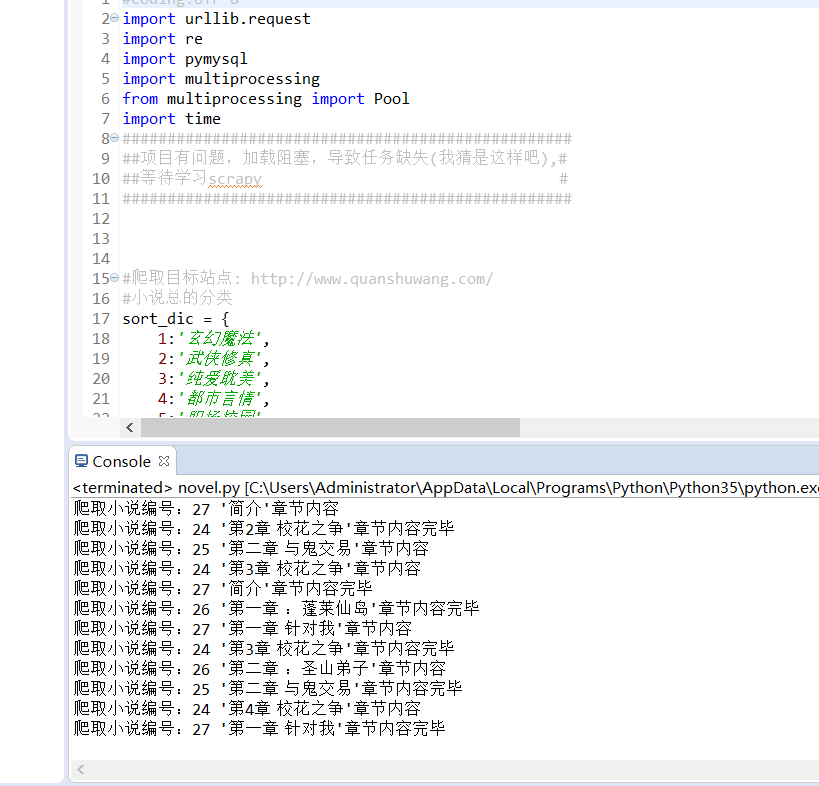 2 import urllib.request
3 import re
4 import pymysql
5 import multiprocessing
6 from multiprocessing import Pool
7 import time
8 ##################################################
9 ##项目有问题，加载阻塞，导致任务缺失(我猜是这样吧),#
10 ##等待学习scrapy #
11 ##################################################
12
13
14
15 #爬取目标站点: http://www.quanshuwang.com/
16 #小说总的分类
17 sort_dic = {
18 1:'玄幻魔法',
19 2:'武侠修真',
20 3:'纯爱耽美',
21 4:'都市言情',
Console
<terminated> novel.py [C:\Users\Administrator\AppData\Local\Programs\Python\Python35\python.exe
爬取小说编号: 27 '简介'章节内容
爬取小说编号: 24 '第2章 校花之争'章节内容完毕
爬取小说编号: 25 '第二章 与鬼交易'章节内容
爬取小说编号: 24 '第3章 校花之争'章节内容
爬取小说编号: 27 '简介'章节内容完毕
爬取小说编号: 26 '第一章 : 蓬莱仙岛'章节内容完毕
爬取小说编号: 27 '第一章 针对我'章节内容
爬取小说编号: 24 '第3章 校花之争'章节内容完毕
爬取小说编号: 26 '第二章 : 圣山弟子'章节内容
爬取小说编号: 25 '第二章 与鬼交易'章节内容完毕
爬取小说编号: 24 '第4章 校花之争'章节内容
爬取小说编号: 27 '第一章 针对我'章节内容完毕